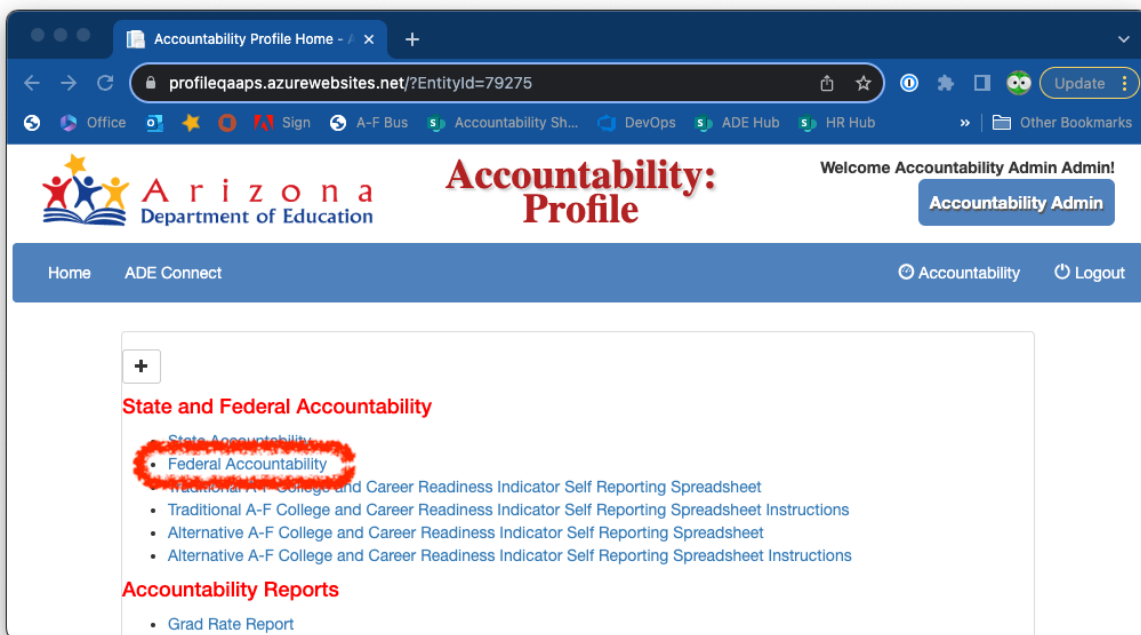 Accountability Profile Home - A
profileqaaps.azurewebsites.net/?EntityId=79275
Update
Office
Sign
A-F Bus
Accountability Sh...
DevOps
ADE Hub
HR Hub
»
Other Bookmarks
Arizona
Department of Education
Accountability:
Profile
Welcome Accountability Admin Admin!
Accountability Admin
Home
ADE Connect
Accountability
Logout
State and Federal Accountability
State Accountability
Federal Accountability
Traditional A-F College and Career Readiness Indicator Self Reporting Spreadsheet
Traditional A-F College and Career Readiness Indicator Self Reporting Spreadsheet Instructions
Alternative A-F College and Career Readiness Indicator Self Reporting Spreadsheet
Alternative A-F College and Career Readiness Indicator Self Reporting Spreadsheet Instructions
Accountability Reports
Grad Rate Report